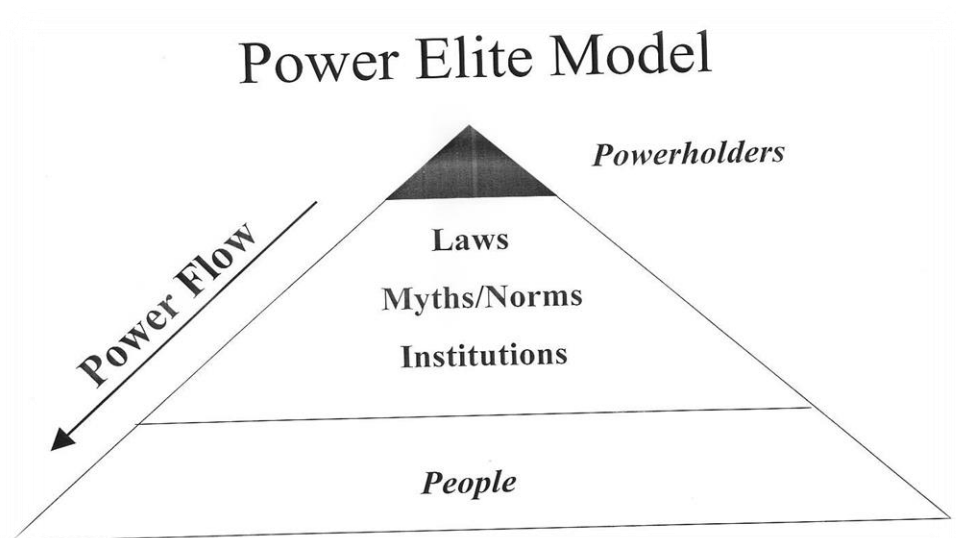 Power Elite Model
Powerholders
Power Flow
Laws
Myths/Norms
Institutions
People